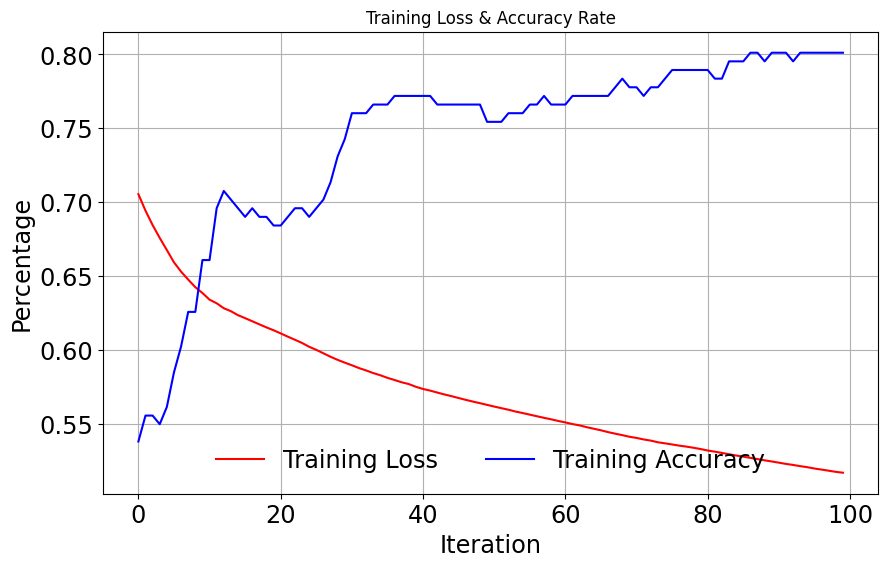 Training Loss & Accuracy Rate
Percentage
0.80
0.75
0.70
0.65
0.60
0.55
Training Loss
Training Accuracy
0 20 40 60 80 100
Iteration